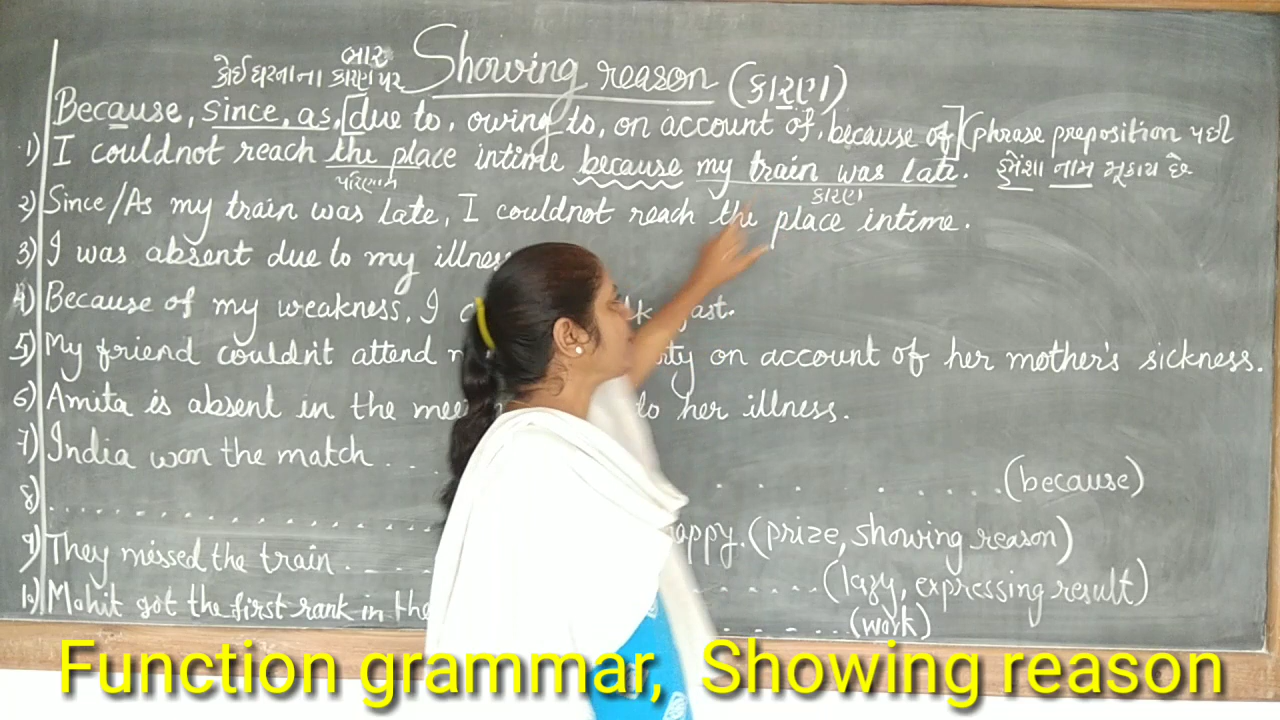 ભાર
કોઈ ઘટનાના કારણ પર Showing reason (કારણ)
Because, since, as, [due to, owing to, on account of, because of] (phrase preposition પછી
હંમેશા નામ મૂકાય છે
1) I couldnot reach the place intime because my train was late.
પરિણામ કારણ
2) Since/As my train was late, I couldnot reach the place intime.
3) I was absent due to my illness
4) Because of my weakness, I fast.
5) My friend couldn't attend on account of her mother's sickness.
6) Amita is absent in the to her illness.
7) India won the match . . . . . . . . . . . . (because)
8) . . . . . . . . . . . . . . . . happy. (prize, showing reason)
9) They missed the train . . . . . . . . . . (lazy, expressing result)
10) Mohit got the first rank in the . . . . . . (work)
Function grammar, Showing reason